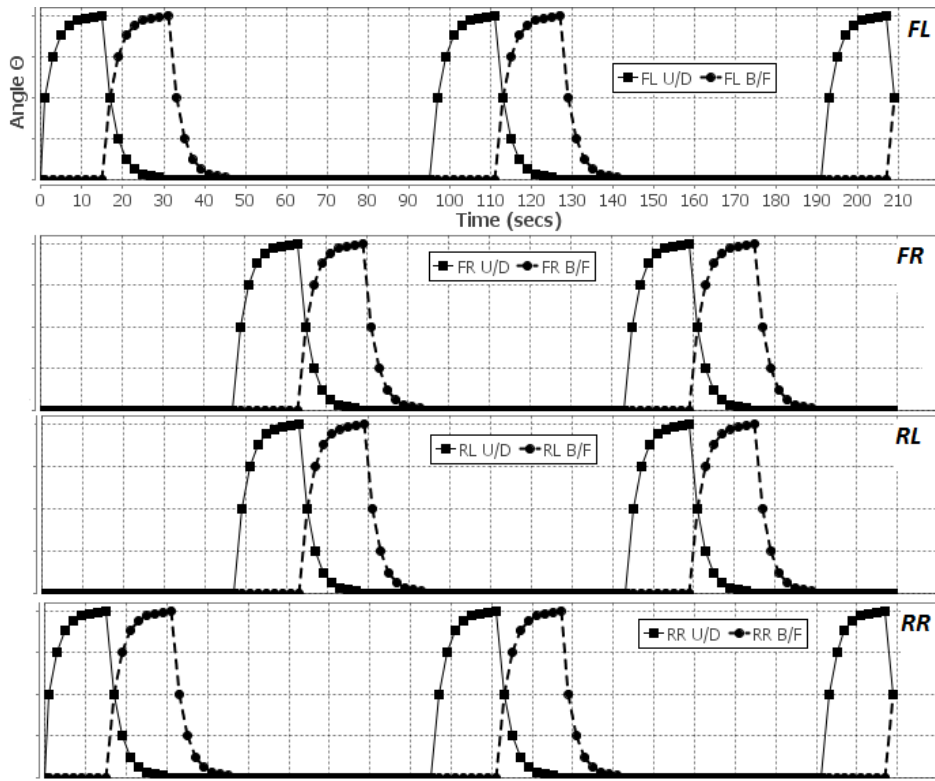 FL
FL U/D FL B/F
Angle Θ
0 10 20 30 40 50 60 70 80 90 100 110 120 130 140 150 160 170 180 190 200 210
Time (secs)
FR
FR U/D FR B/F
RL
RL U/D RL B/F
RR
RR U/D RR B/F